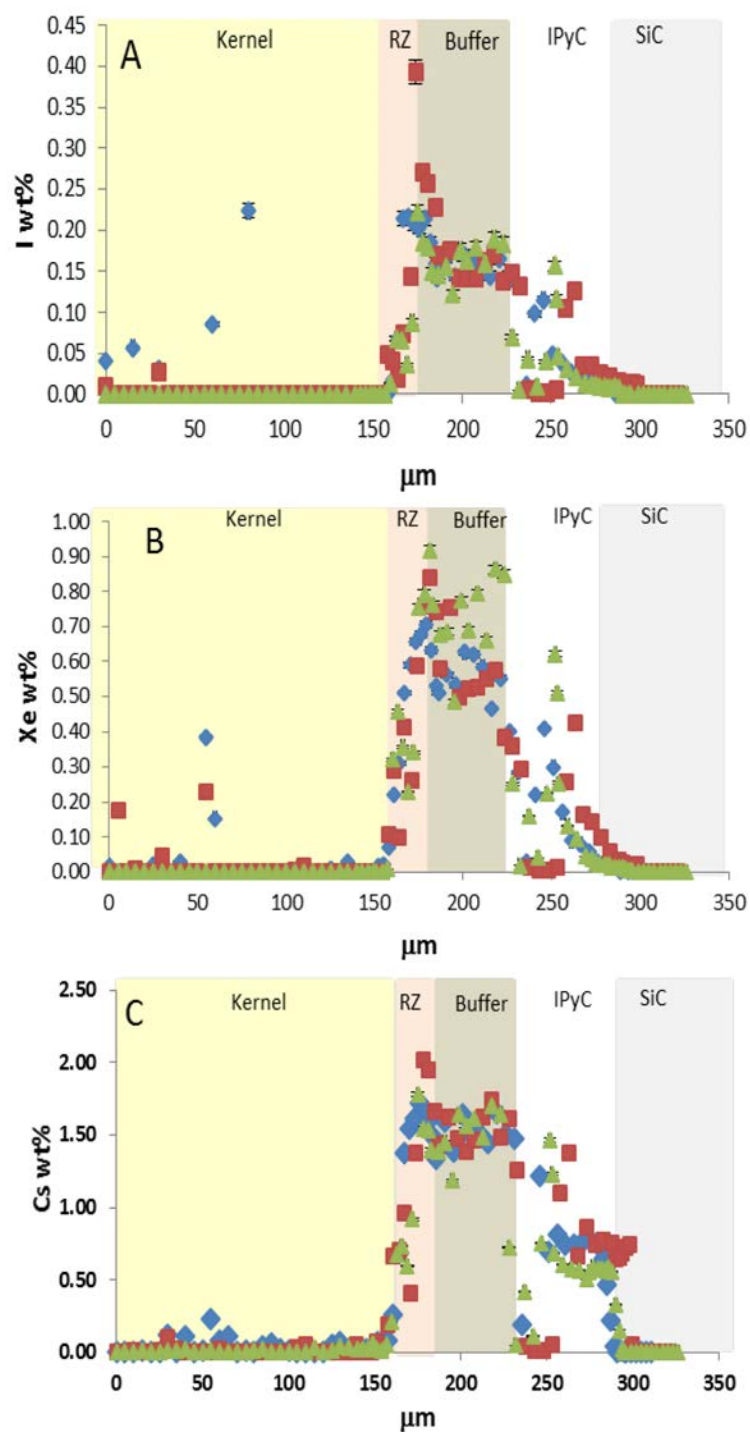 A
Kernel
RZ
Buffer
IPyC
SiC
I wt%
0.45
0.40
0.35
0.30
0.25
0.20
0.15
0.10
0.05
0.00
0 50 100 150 200 250 300 350
μm
B
Kernel
RZ
Buffer
IPyC
SiC
Xe wt%
1.00
0.90
0.80
0.70
0.60
0.50
0.40
0.30
0.20
0.10
0.00
0 50 100 150 200 250 300 350
μm
C
Kernel
RZ
Buffer
IPyC
SiC
Cs wt%
2.50
2.00
1.50
1.00
0.50
0.00
0 50 100 150 200 250 300 350
μm